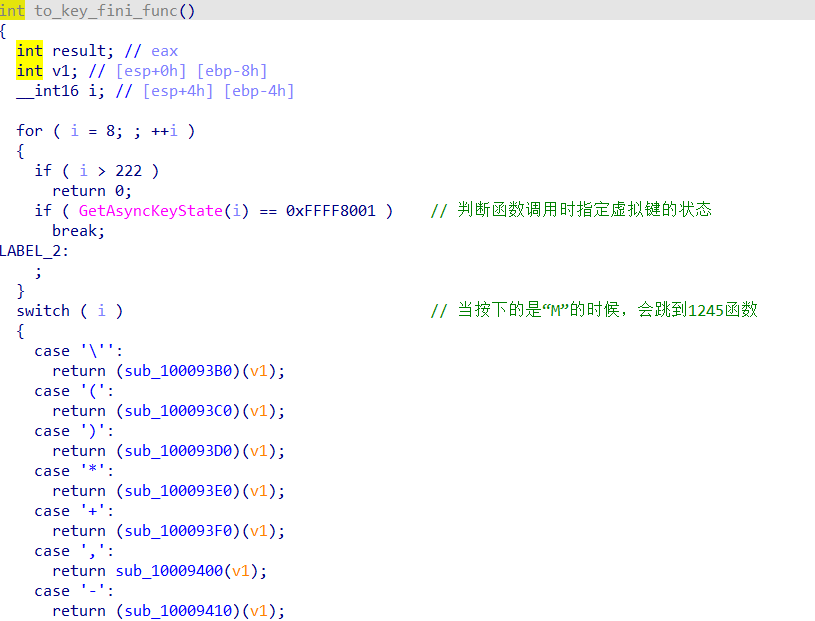 int to_key_fini_func()
{
int result; // eax
int v1; // [esp+0h] [ebp-8h]
__int16 i; // [esp+4h] [ebp-4h]
for ( i = 8; ; ++i )
{
if ( i > 222 )
return 0;
if ( GetAsyncKeyState(i) == 0xFFFF8001 ) // 判断函数调用时指定虚拟键的状态
break;
LABEL_2:
;
}
switch ( i ) // 当按下的是“M”的时候，会跳到1245函数
{
case '\'':
return (sub_100093B0)(v1);
case '(':
return (sub_100093C0)(v1);
case ')':
return (sub_100093D0)(v1);
case '*':
return (sub_100093E0)(v1);
case '+':
return (sub_100093F0)(v1);
case ',':
return sub_10009400(v1);
case '-':
return (sub_10009410)(v1);